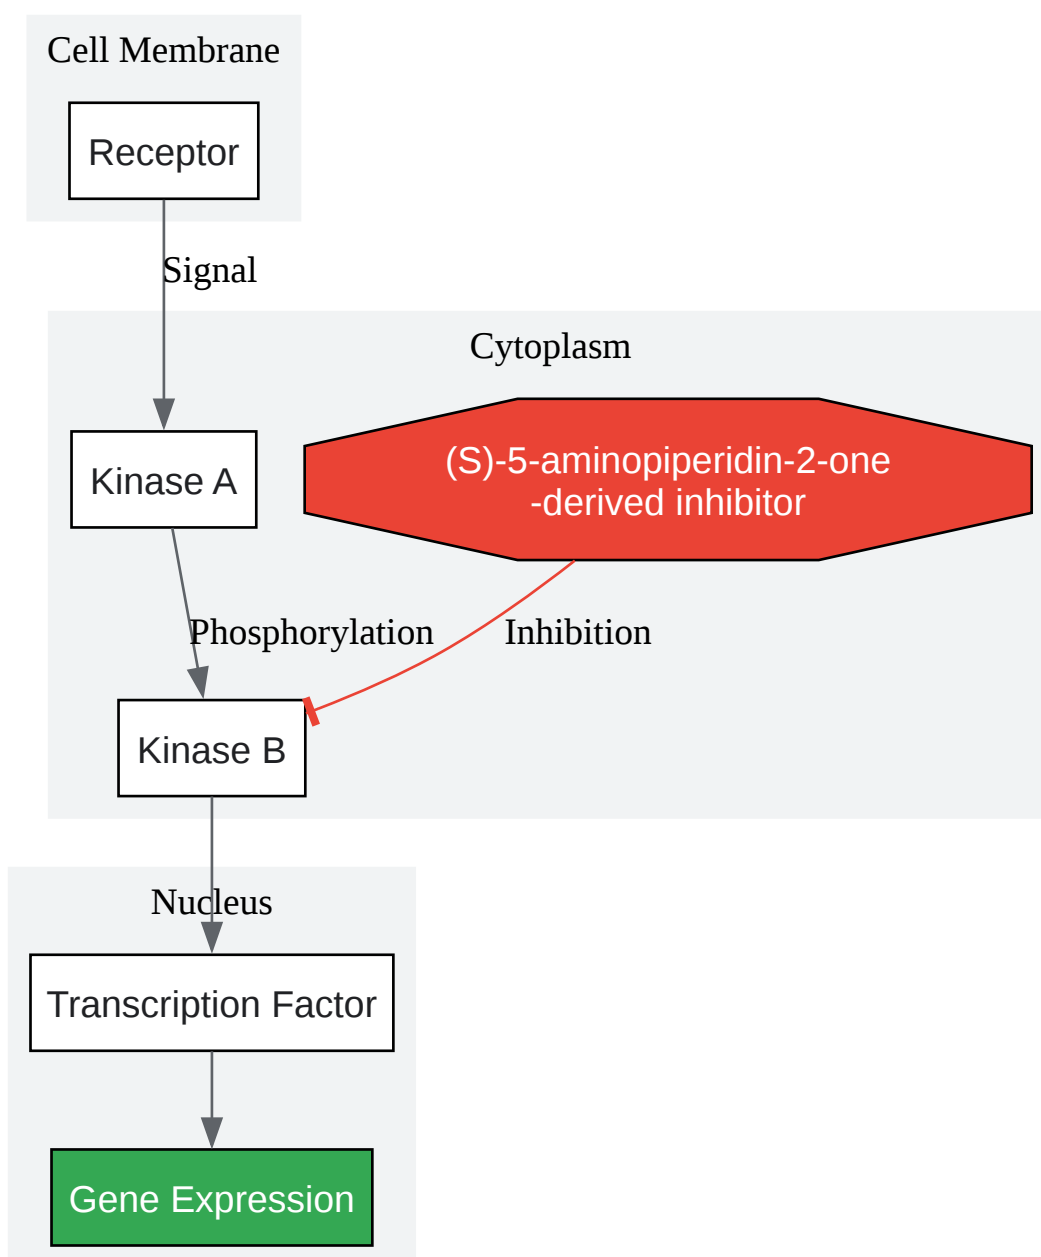 Cell Membrane
Receptor
Signal
Cytoplasm
Kinase A
(S)-5-aminopiperidin-2-one
-derived inhibitor
Phosphorylation
Inhibition
Kinase B
Nucleus
Transcription Factor
Gene Expression